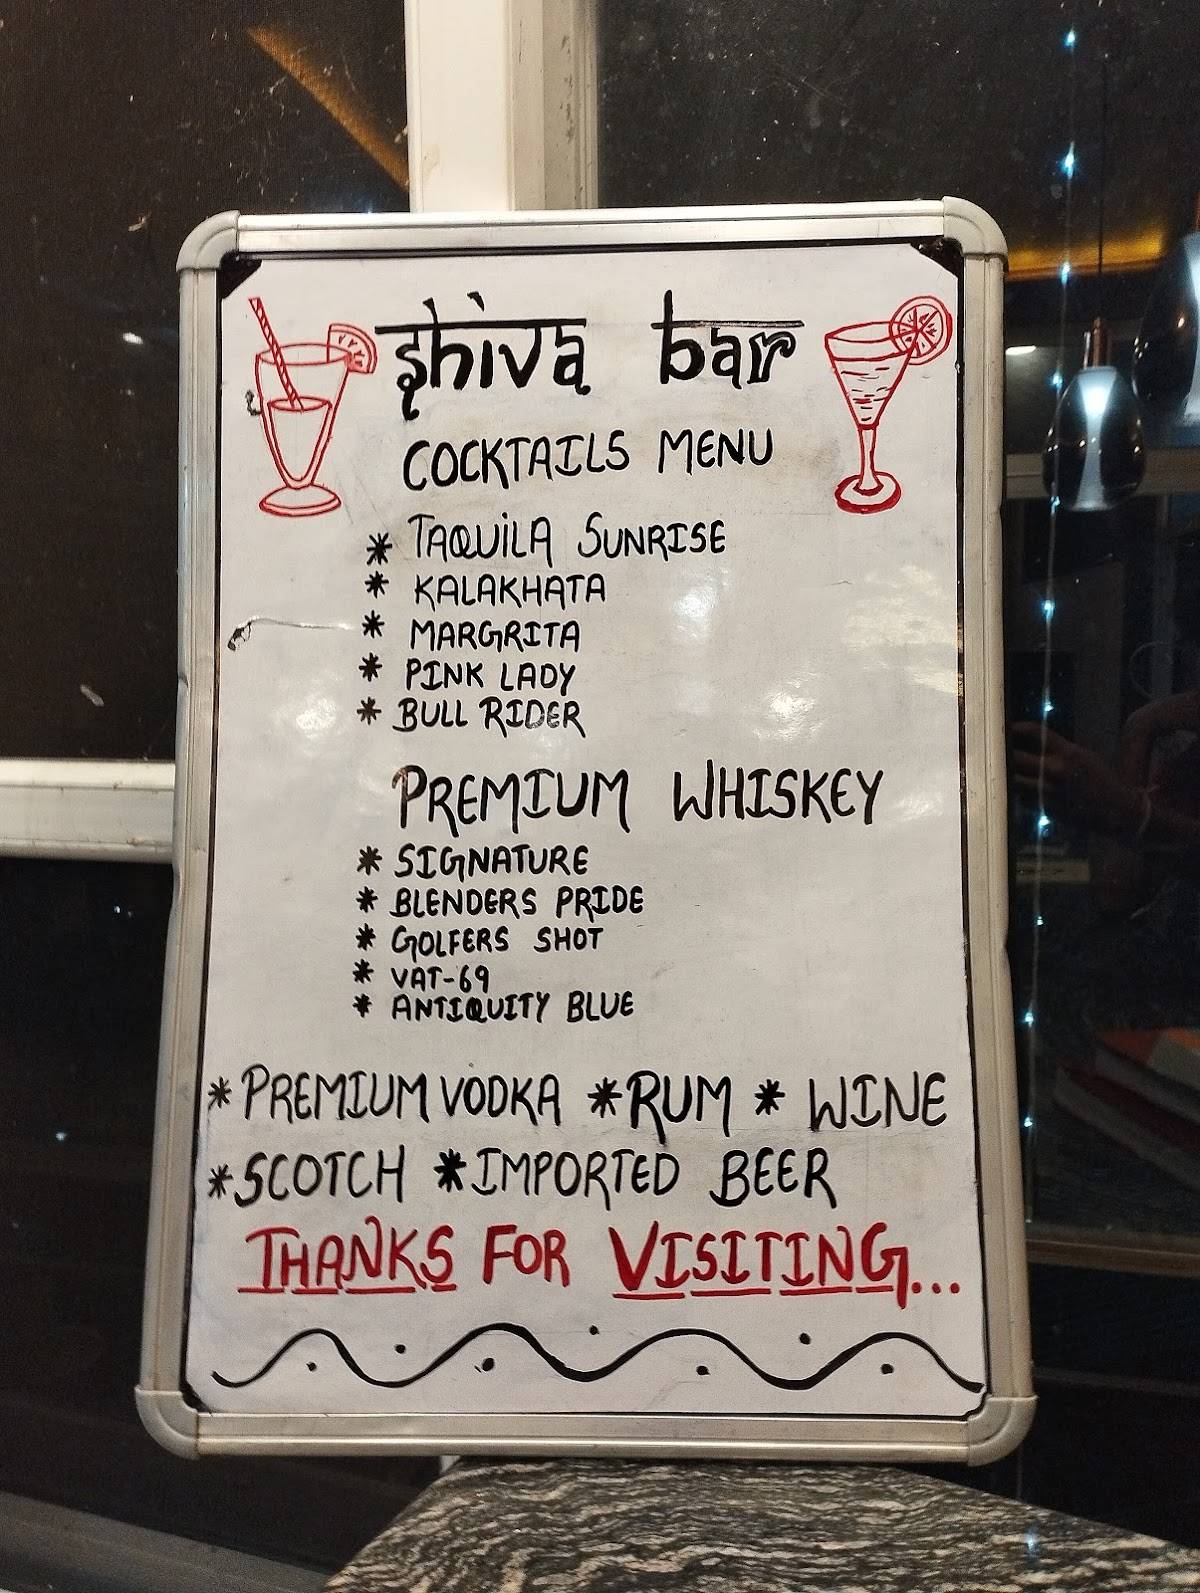 shiva bar
COCKTAILS MENU
* TAQUILA SUNRISE
* KALAKHATA
* MARGRITA
* PINK LADY
* BULL RIDER
PREMIUM WHISKEY
* SIGNATURE
* BLENDERS PRIDE
* GOLFERS SHOT
* VAT-69
* ANTIQUITY BLUE
* PREMIUM VODKA * RUM * WINE
* SCOTCH * IMPORTED BEER
THANKS FOR VISITING...